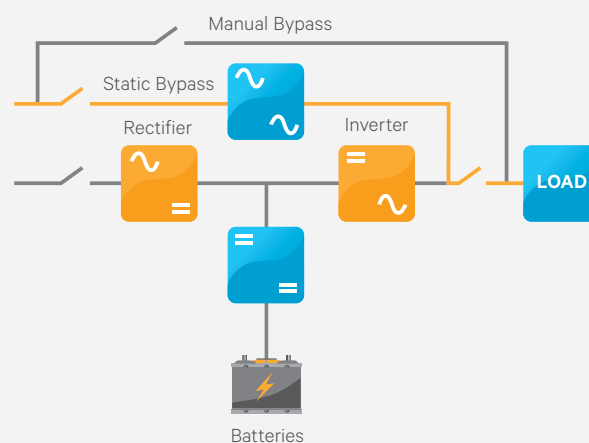 Manual Bypass
Static Bypass
Rectifier
Inverter
LOAD
Batteries